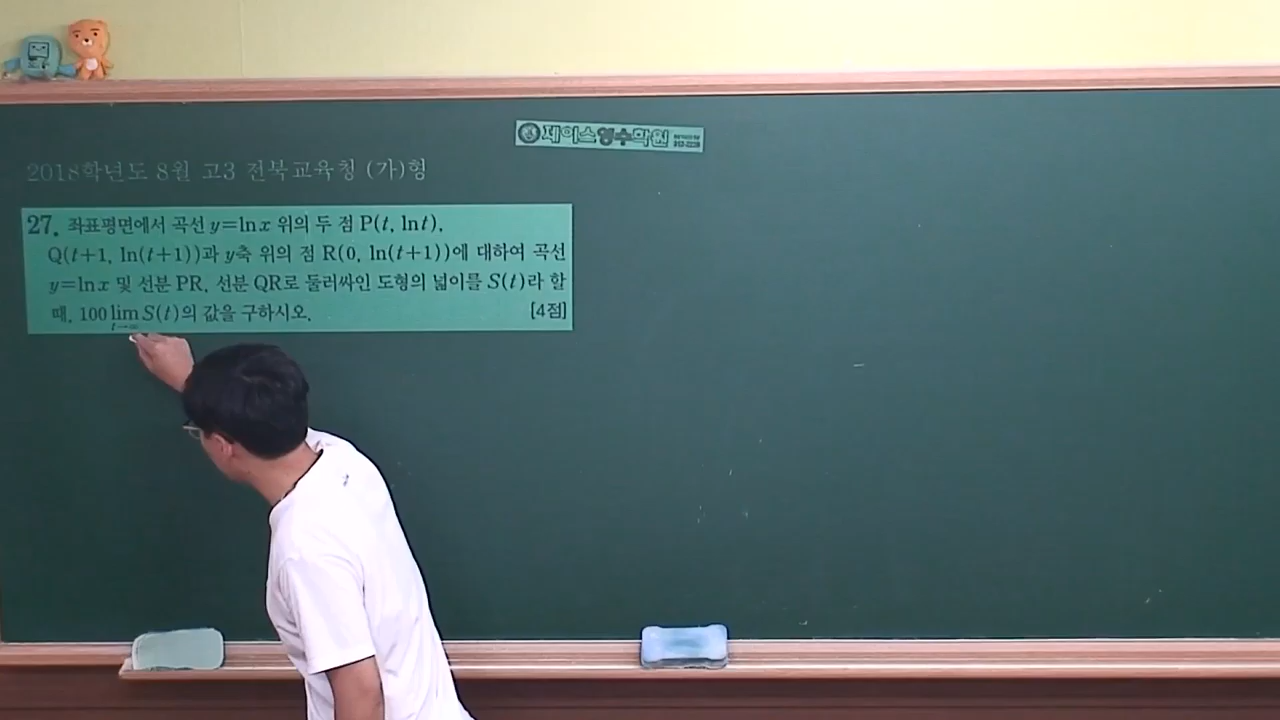 제이스영수학원
2018학년도 8월 고3 전북교육청 (가)형
27. 좌표평면에서 곡선 y=ln x 위의 두 점 P(t, ln t),
Q(t+1, ln(t+1))과 y축 위의 점 R(0, ln(t+1))에 대하여 곡선
y=ln x 및 선분 PR, 선분 QR로 둘러싸인 도형의 넓이를 S(t)라 할
때, 100 lim S(t)의 값을 구하시오. [4점]
t→∞